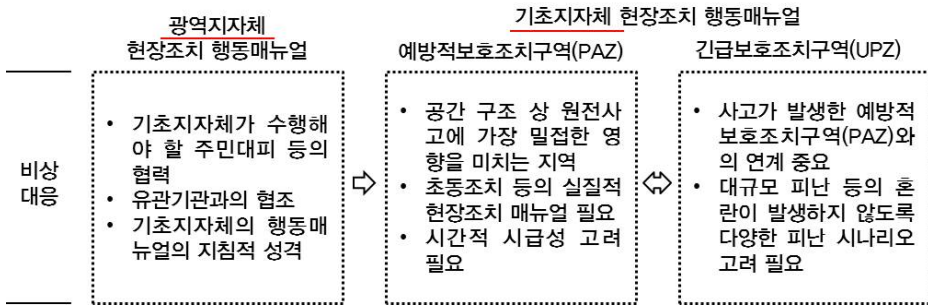 광역지자체
현장조치 행동매뉴얼
기초지자체 현장조치 행동매뉴얼
예방적보호조치구역(PAZ)
긴급보호조치구역(UPZ)
비상
대응
• 기초지자체가 수행해
야 할 주민대피 등의
협력
• 유관기관과의 협조
• 기초지자체의 행동매
뉴얼의 지침적 성격
• 공간 구조 상 원전사
고에 가장 밀접한 영
향을 미치는 지역
• 초동조치 등의 실질적
현장조치 매뉴얼 필요
• 시간적 시급성 고려
필요
• 사고가 발생한 예방적
보호조치구역(PAZ)와
의 연계 중요
• 대규모 피난 등의 혼
란이 발생하지 않도록
다양한 피난 시나리오
고려 필요